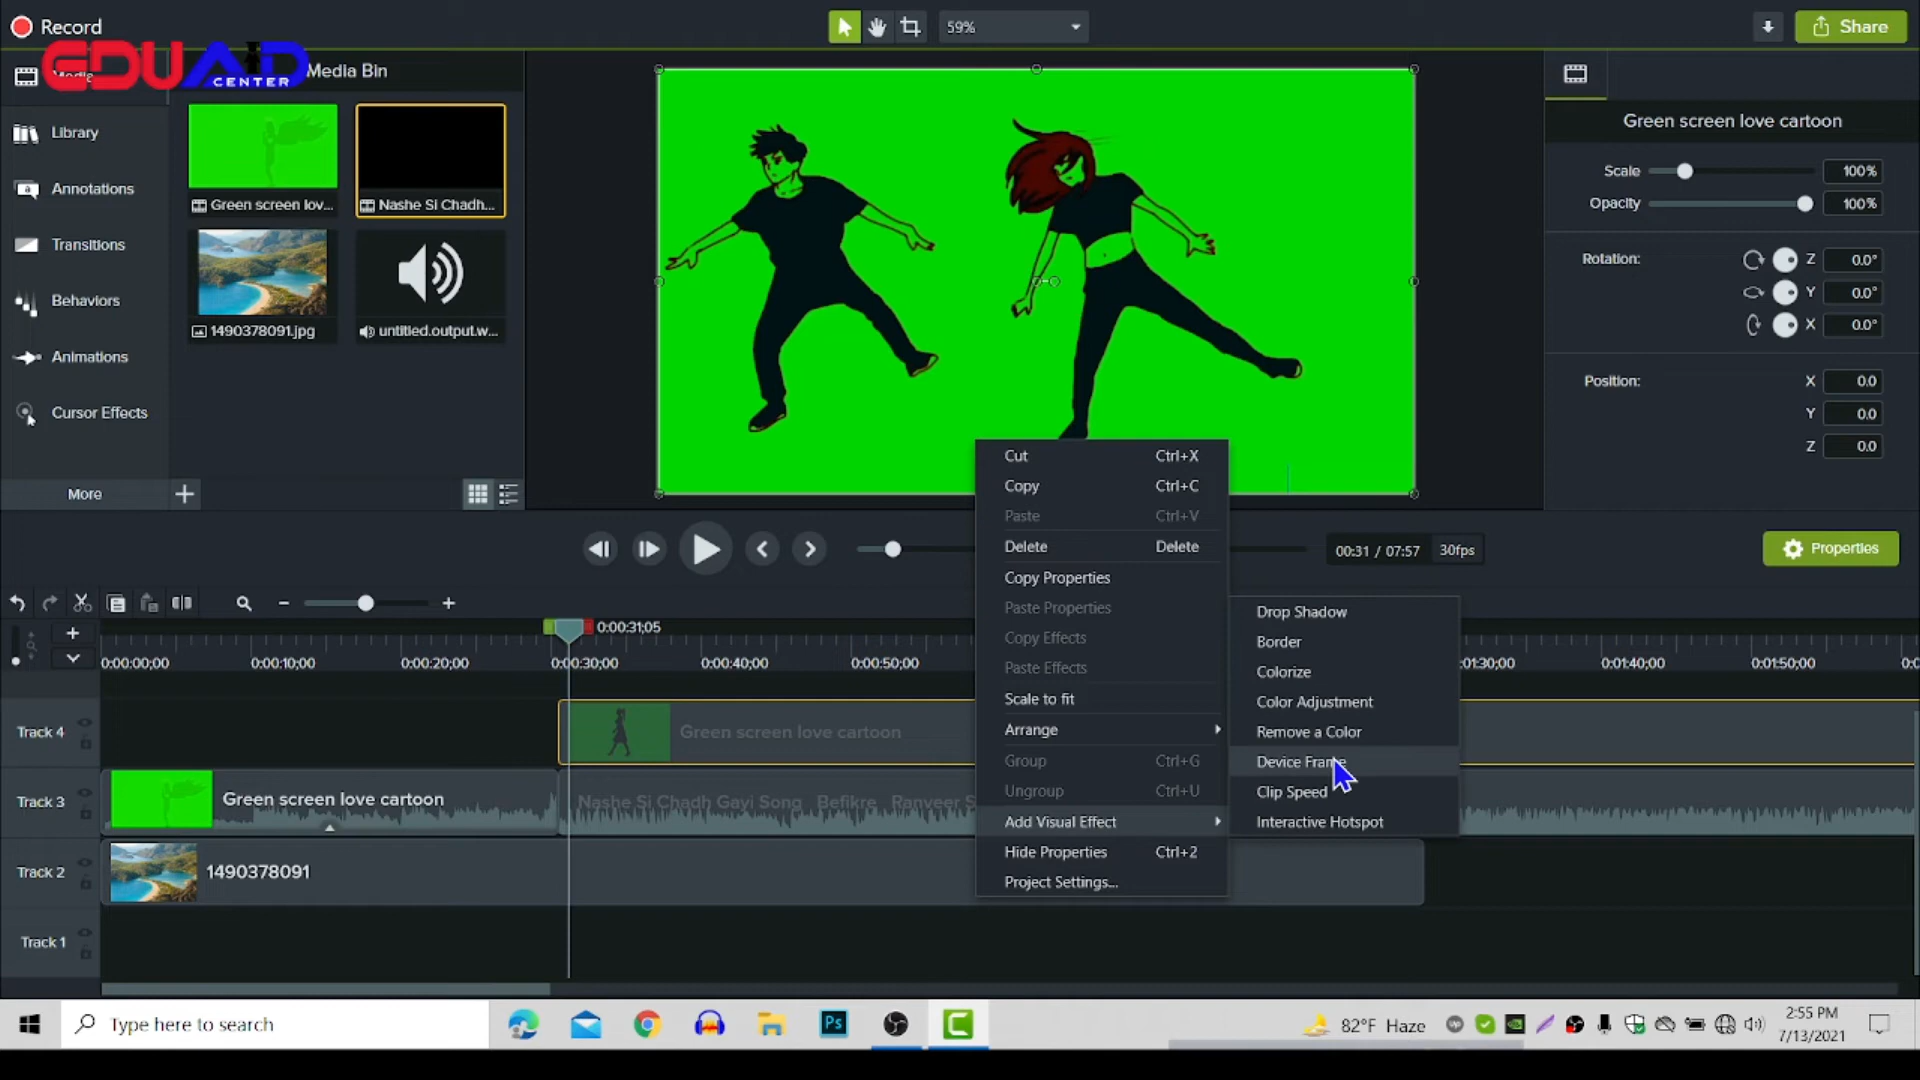 Record
59%
Share
EDUAID
CENTER
Media Bin
Library
Annotations
Transitions
Behaviors
Animations
Cursor Effects
More
Green screen lov...
Nashe Si Chadh...
1490378091.jpg
untitled.output.w...
Green screen love cartoon
Scale 100%
Opacity 100%
Rotation: Z 0.0°
Y 0.0°
X 0.0°
Position: X 0.0
Y 0.0
Z 0.0
00:31 / 07:57 30fps
Properties
Cut Ctrl+X
Copy Ctrl+C
Paste Ctrl+V
Delete Delete
Copy Properties
Paste Properties
Copy Effects
Paste Effects
Scale to fit
Arrange
Group Ctrl+G
Ungroup Ctrl+U
Add Visual Effect
Hide Properties Ctrl+2
Project Settings...
Drop Shadow
Border
Colorize
Color Adjustment
Remove a Color
Device Frame
Clip Speed
Interactive Hotspot
0:00:31;05
0:00:00;00 0:00:10;00 0:00:20;00 0:00:30;00 0:00:40;00 0:00:50;00 :01:30;00 0:01:40;00 0:01:50;00
Track 4 Green screen love cartoon
Track 3 Green screen love cartoon Nashe Si Chadh Gayi Song Befikre Ranveer S
Track 2 1490378091
Track 1
Type here to search
Ps
82°F Haze
2:55 PM
7/13/2021